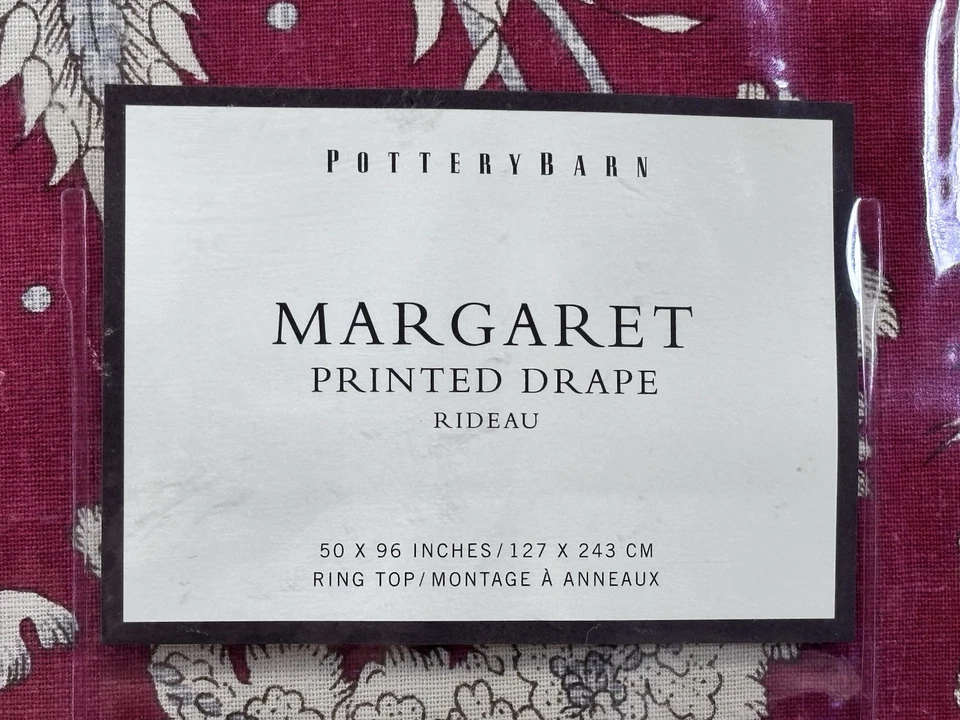 POTTERYBARN
MARGARET
PRINTED DRAPE
RIDEAU
50 X 96 INCHES/127 X 243 CM
RING TOP/MONTAGE À ANNEAUX